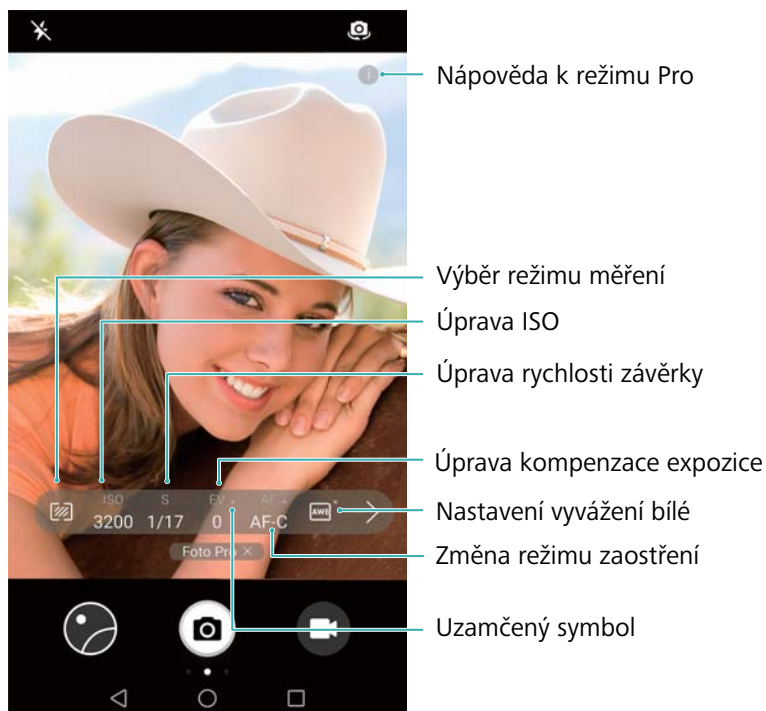 Nápověda k režimu Pro
Výběr režimu měření
Úprava ISO
Úprava rychlosti závěrky
Úprava kompenzace expozice
Nastavení vyvážení bílé
Změna režimu zaostření
Uzamčený symbol
ISO S EV AF
3200 1/17 0 AF-C AWB
Foto Pro ×